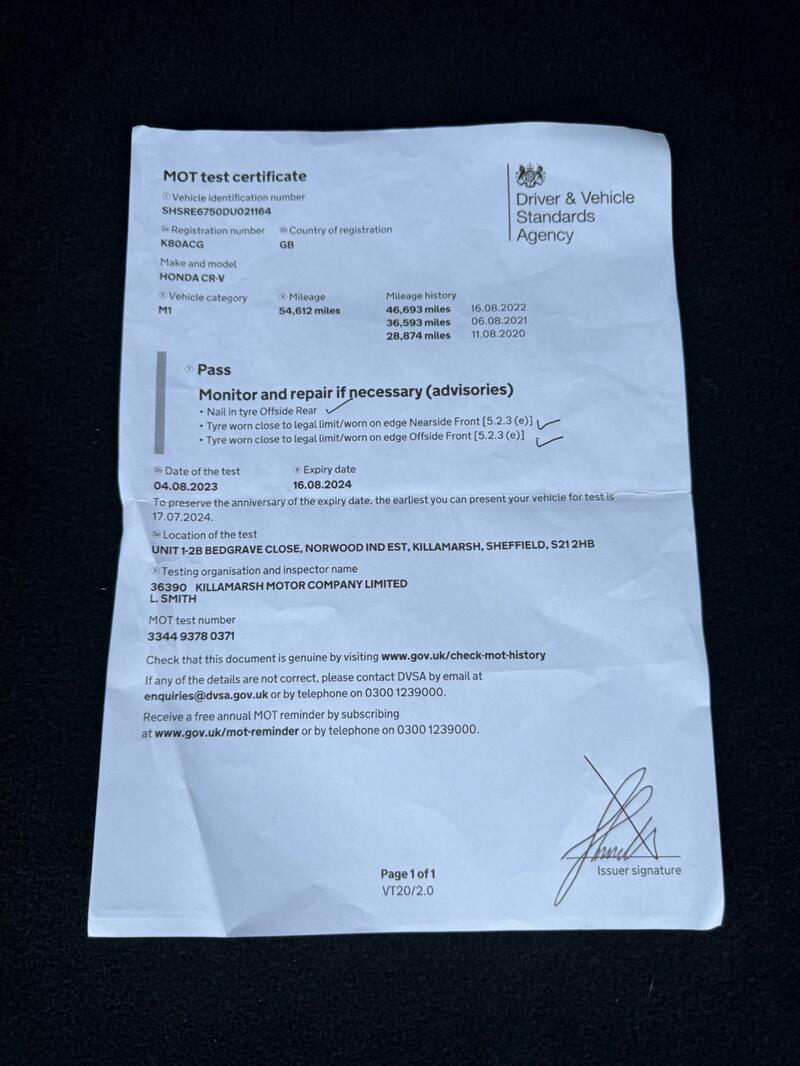 MOT test certificate
① Vehicle identification number
SHSRE6750DU021164
Registration number
K80ACG
Country of registration
GB
Make and model
HONDA CR-V
⑤ Vehicle category
M1
④ Mileage
54,612 miles
Mileage history
46,693 miles 16.08.2022
36,593 miles 06.08.2021
28,874 miles 11.08.2020
Driver & Vehicle
Standards
Agency
⑦ Pass
Monitor and repair if necessary (advisories)
• Nail in tyre Offside Rear
• Tyre worn close to legal limit/worn on edge Nearside Front [5.2.3 (e)]
• Tyre worn close to legal limit/worn on edge Offside Front [5.2.3 (e)]
Date of the test
04.08.2023
⑧ Expiry date
16.08.2024
To preserve the anniversary of the expiry date, the earliest you can present your vehicle for test is
17.07.2024.
Location of the test
UNIT 1-2B BEDGRAVE CLOSE, NORWOOD IND EST, KILLAMARSH, SHEFFIELD, S21 2HB
⑨ Testing organisation and inspector name
36390 KILLAMARSH MOTOR COMPANY LIMITED
L. SMITH
MOT test number
3344 9378 0371
Check that this document is genuine by visiting www.gov.uk/check-mot-history
If any of the details are not correct, please contact DVSA by email at
enquiries@dvsa.gov.uk or by telephone on 0300 1239000.
Receive a free annual MOT reminder by subscribing
at www.gov.uk/mot-reminder or by telephone on 0300 1239000.
Issuer signature
Page 1 of 1
VT20/2.0